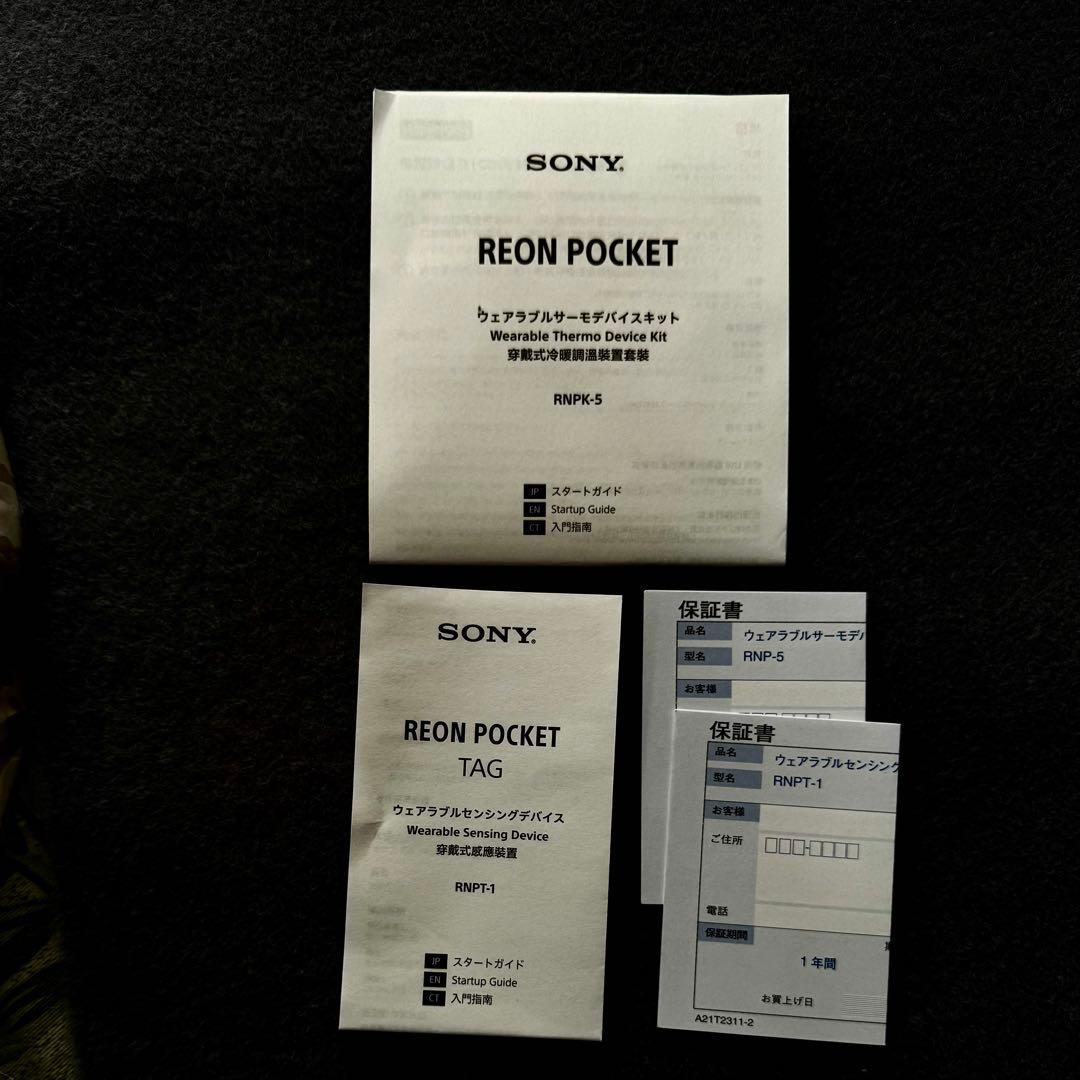 SONY
REON POCKET
ウェアラブルサーモデバイスキット
Wearable Thermo Device Kit
穿戴式冷暖調溫裝置套裝
RNPK-5
JP スタートガイド
EN Startup Guide
CT 入門指南
SONY
REON POCKET
TAG
ウェアラブルセンシングデバイス
Wearable Sensing Device
穿戴式感應裝置
RNPT-1
JP スタートガイド
EN Startup Guide
CT 入門指南
保証書
品名 ウェアラブルサーモデバ
型名 RNP-5
お客様
保証書
品名 ウェアラブルセンシング
型名 RNPT-1
お客様
ご住所
電話
保証期間
1年間
お買上げ日
A21T2311-2